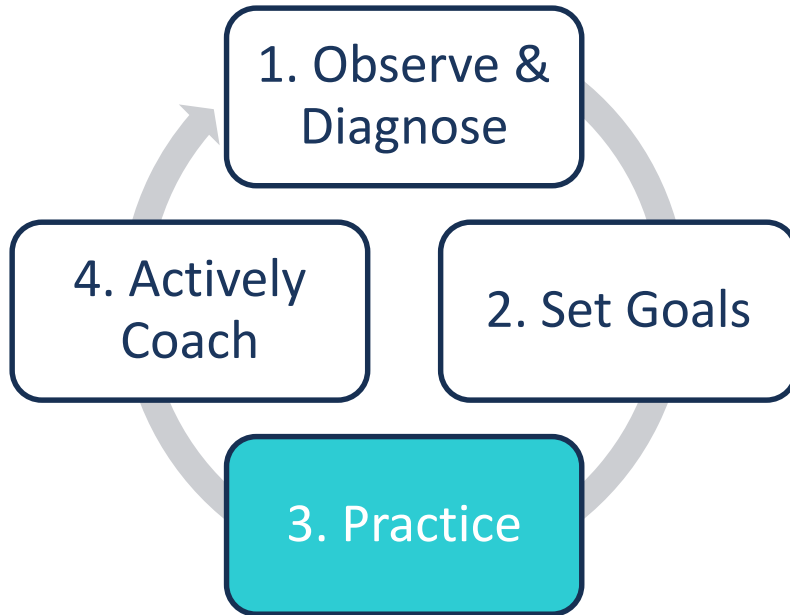 1. Observe &
Diagnose
2. Set Goals
3. Practice
4. Actively
Coach